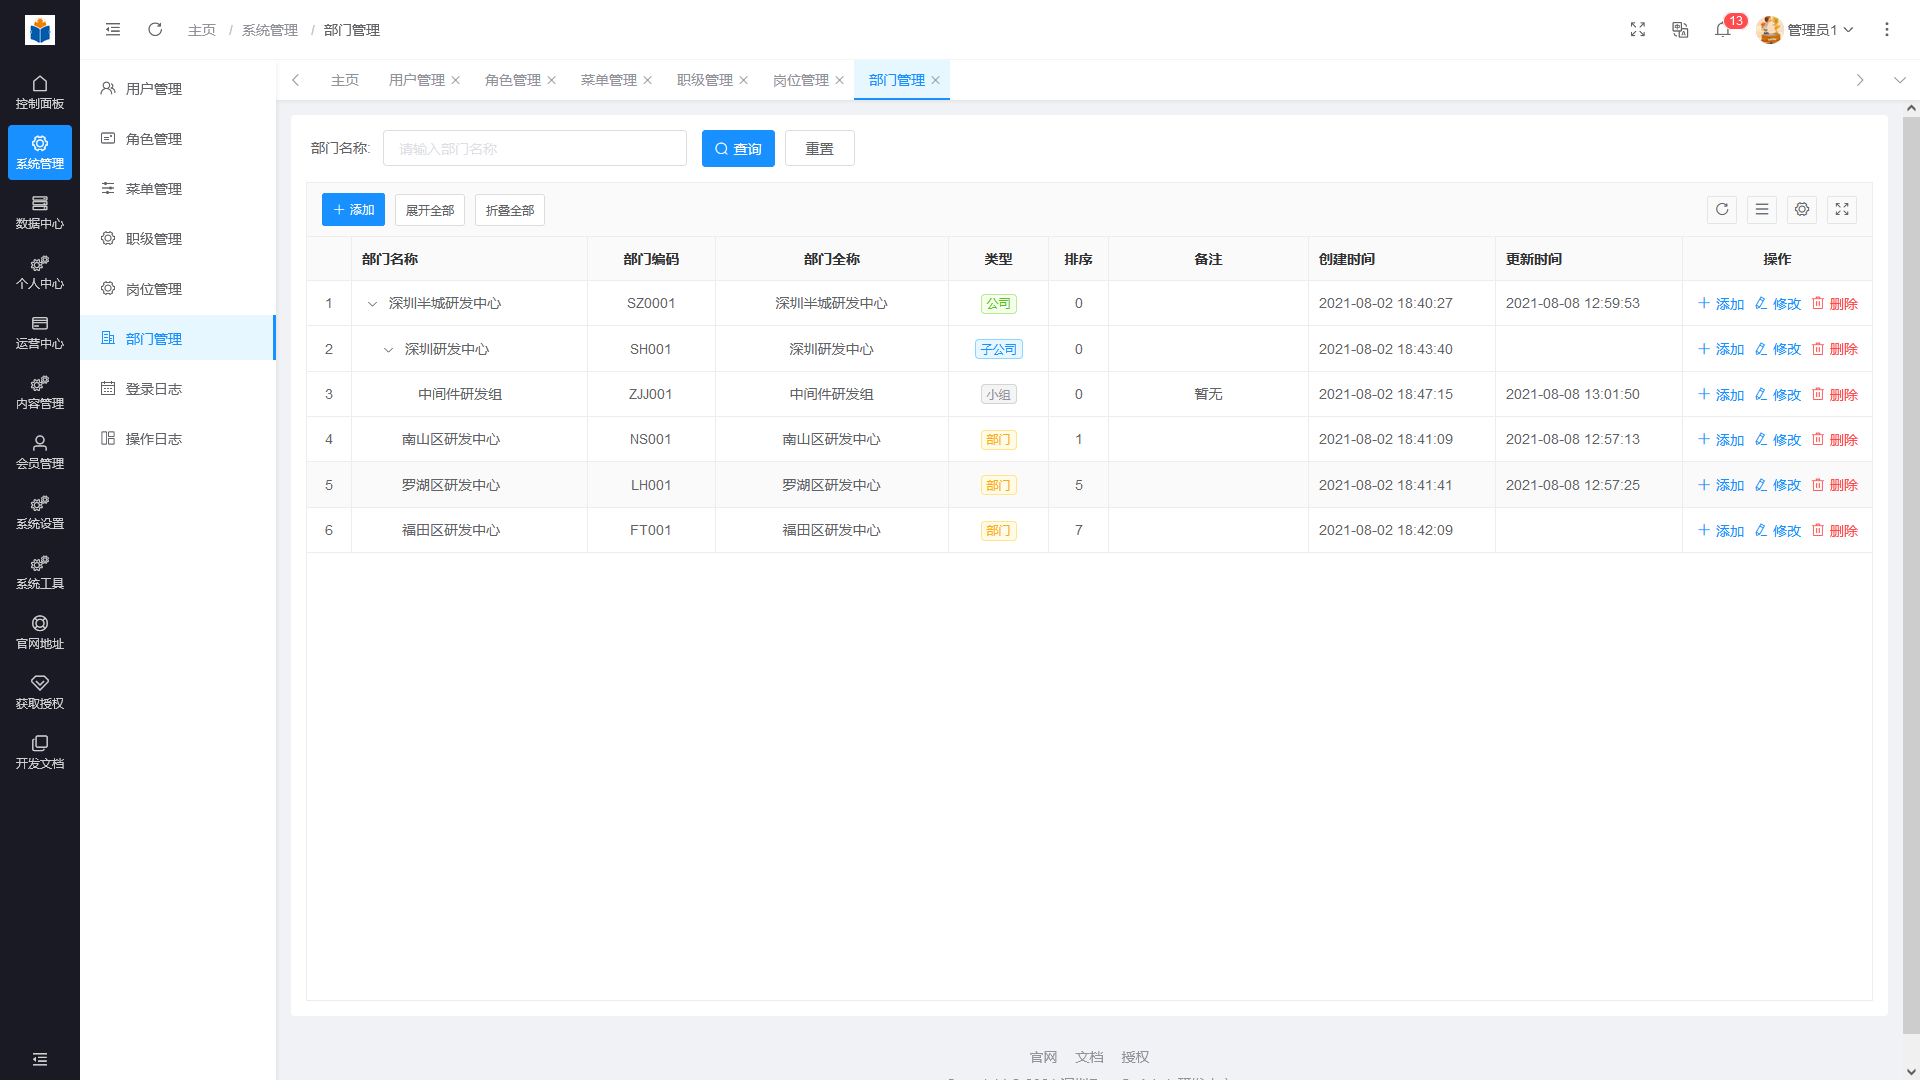 主页 / 系统管理 / 部门管理
13
管理员1
控制面板
系统管理
数据中心
个人中心
运营中心
内容管理
会员管理
系统设置
系统工具
官网地址
获取授权
开发文档
用户管理
角色管理
菜单管理
职级管理
岗位管理
部门管理
登录日志
操作日志
主页 用户管理 角色管理 菜单管理 职级管理 岗位管理 部门管理
部门名称: 请输入部门名称 查询 重置
添加 展开全部 折叠全部
部门名称 部门编码 部门全称 类型 排序 备注 创建时间 更新时间 操作
1 深圳半城研发中心 SZ0001 深圳半城研发中心 公司 0 2021-08-02 18:40:27 2021-08-08 12:59:53 添加 修改 删除
2 深圳研发中心 SH001 深圳研发中心 子公司 0 2021-08-02 18:43:40 添加 修改 删除
3 中间件研发组 ZJJ001 中间件研发组 小组 0 暂无 2021-08-02 18:47:15 2021-08-08 13:01:50 添加 修改 删除
4 南山区研发中心 NS001 南山区研发中心 部门 1 2021-08-02 18:41:09 2021-08-08 12:57:13 添加 修改 删除
5 罗湖区研发中心 LH001 罗湖区研发中心 部门 5 2021-08-02 18:41:41 2021-08-08 12:57:25 添加 修改 删除
6 福田区研发中心 FT001 福田区研发中心 部门 7 2021-08-02 18:42:09 添加 修改 删除
官网 文档 授权